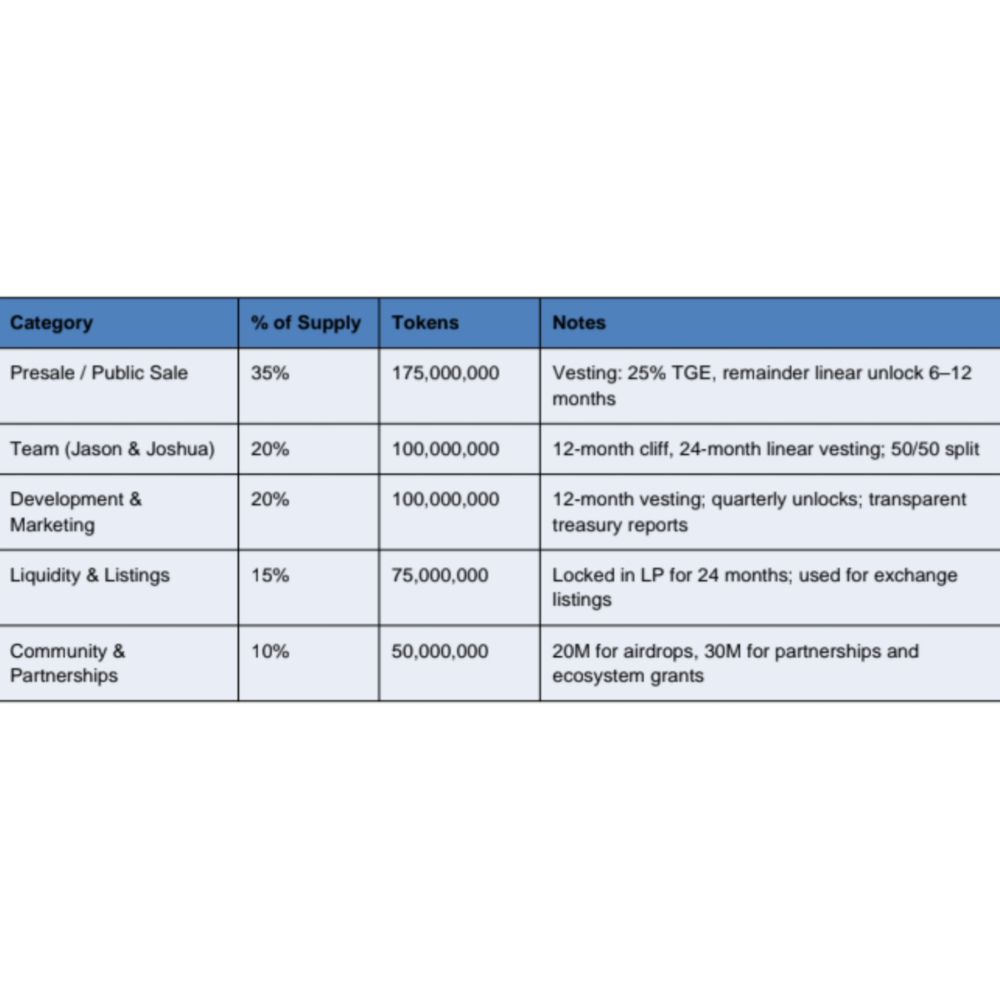 Category % of Supply Tokens Notes
Presale / Public Sale 35% 175,000,000 Vesting: 25% TGE, remainder linear unlock 6–12
months
Team (Jason & Joshua) 20% 100,000,000 12-month cliff, 24-month linear vesting; 50/50 split
Development & 20% 100,000,000 12-month vesting; quarterly unlocks; transparent
Marketing treasury reports
Liquidity & Listings 15% 75,000,000 Locked in LP for 24 months; used for exchange
listings
Community & 10% 50,000,000 20M for airdrops, 30M for partnerships and
Partnerships ecosystem grants